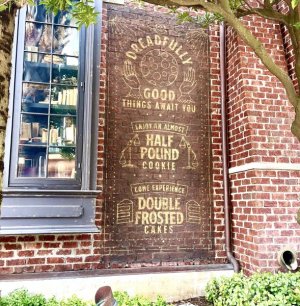 DREADFULLY
GOOD
THINGS AWAIT YOU
ENJOY AN ALMOST
HALF
POUND
COOKIE
COME EXPERIENCE
DOUBLE
FROSTED
CAKES